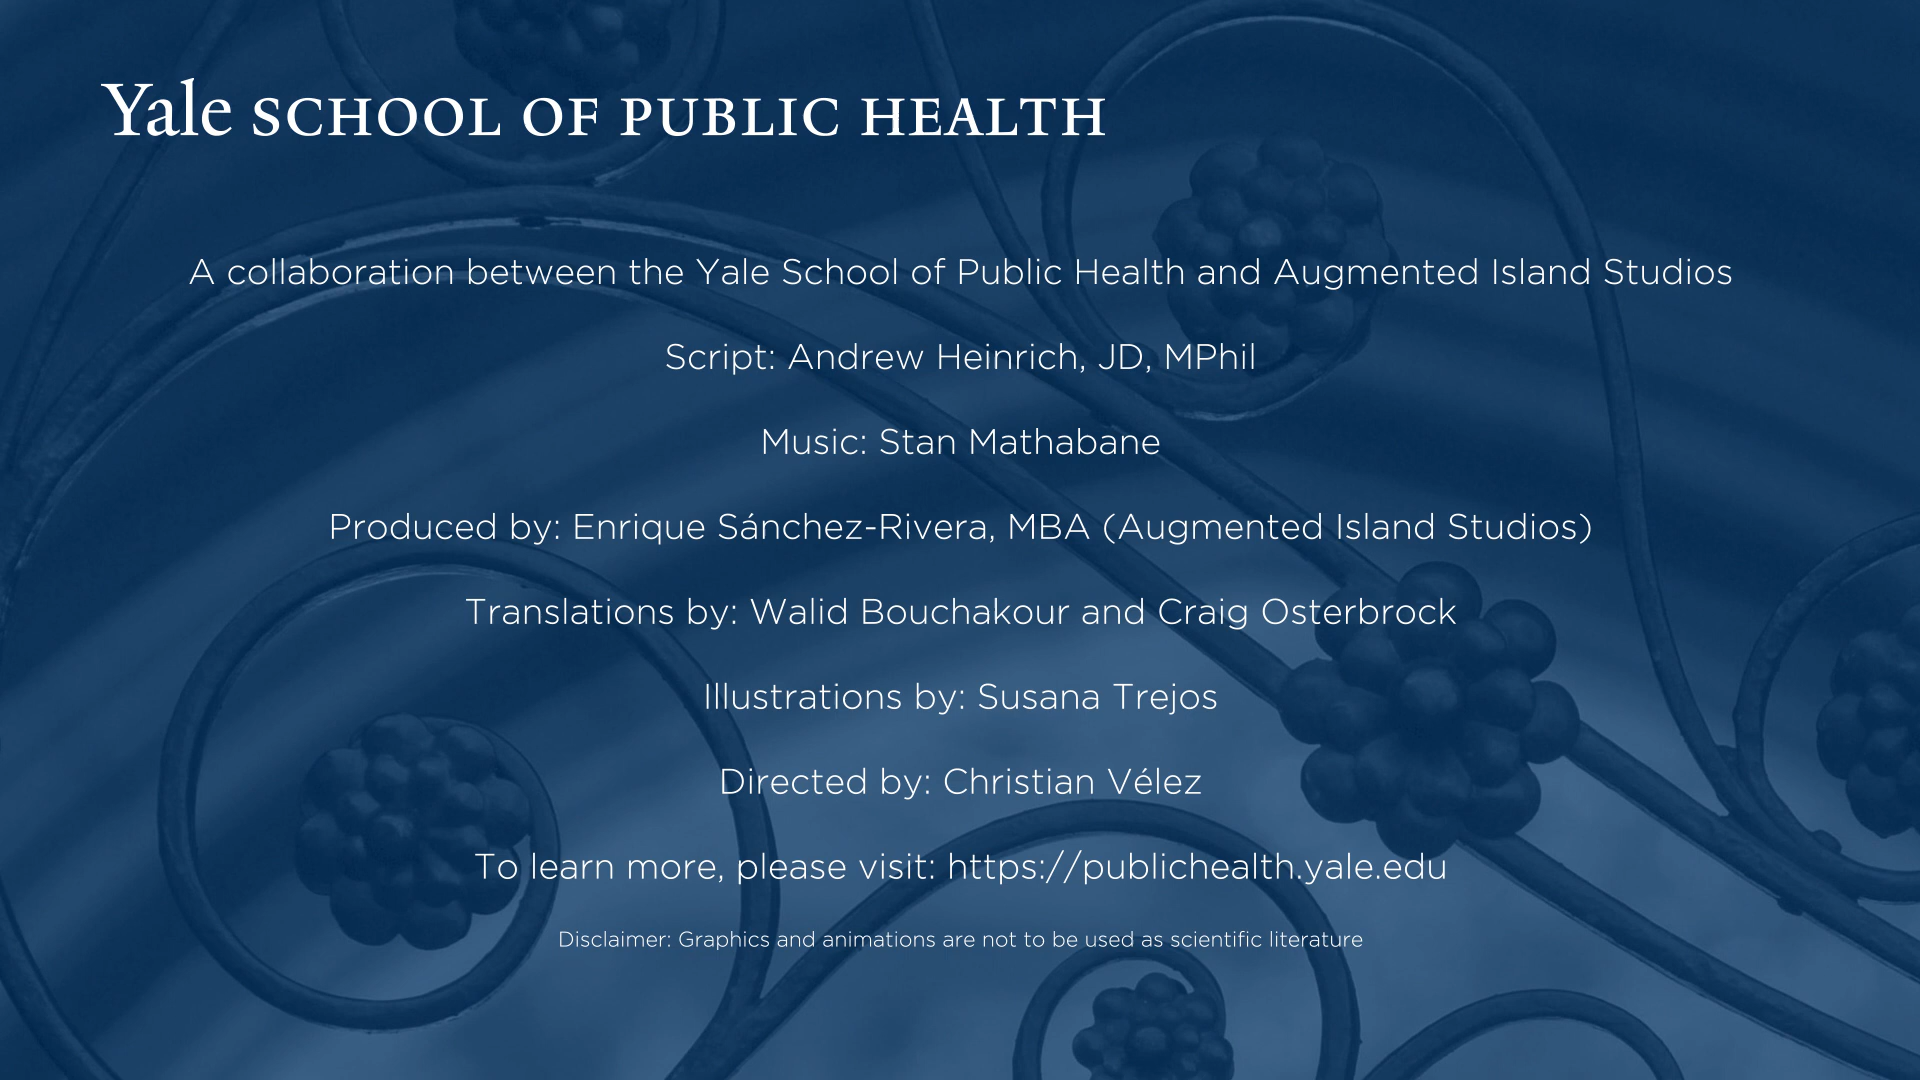 Yale SCHOOL OF PUBLIC HEALTH
A collaboration between the Yale School of Public Health and Augmented Island Studios
Script: Andrew Heinrich, JD, MPhil
Music: Stan Mathabane
Produced by: Enrique Sánchez-Rivera, MBA (Augmented Island Studios)
Translations by: Walid Bouchakour and Craig Osterbrock
Illustrations by: Susana Trejos
Directed by: Christian Vélez
To learn more, please visit: https://publichealth.yale.edu
Disclaimer: Graphics and animations are not to be used as scientific literature